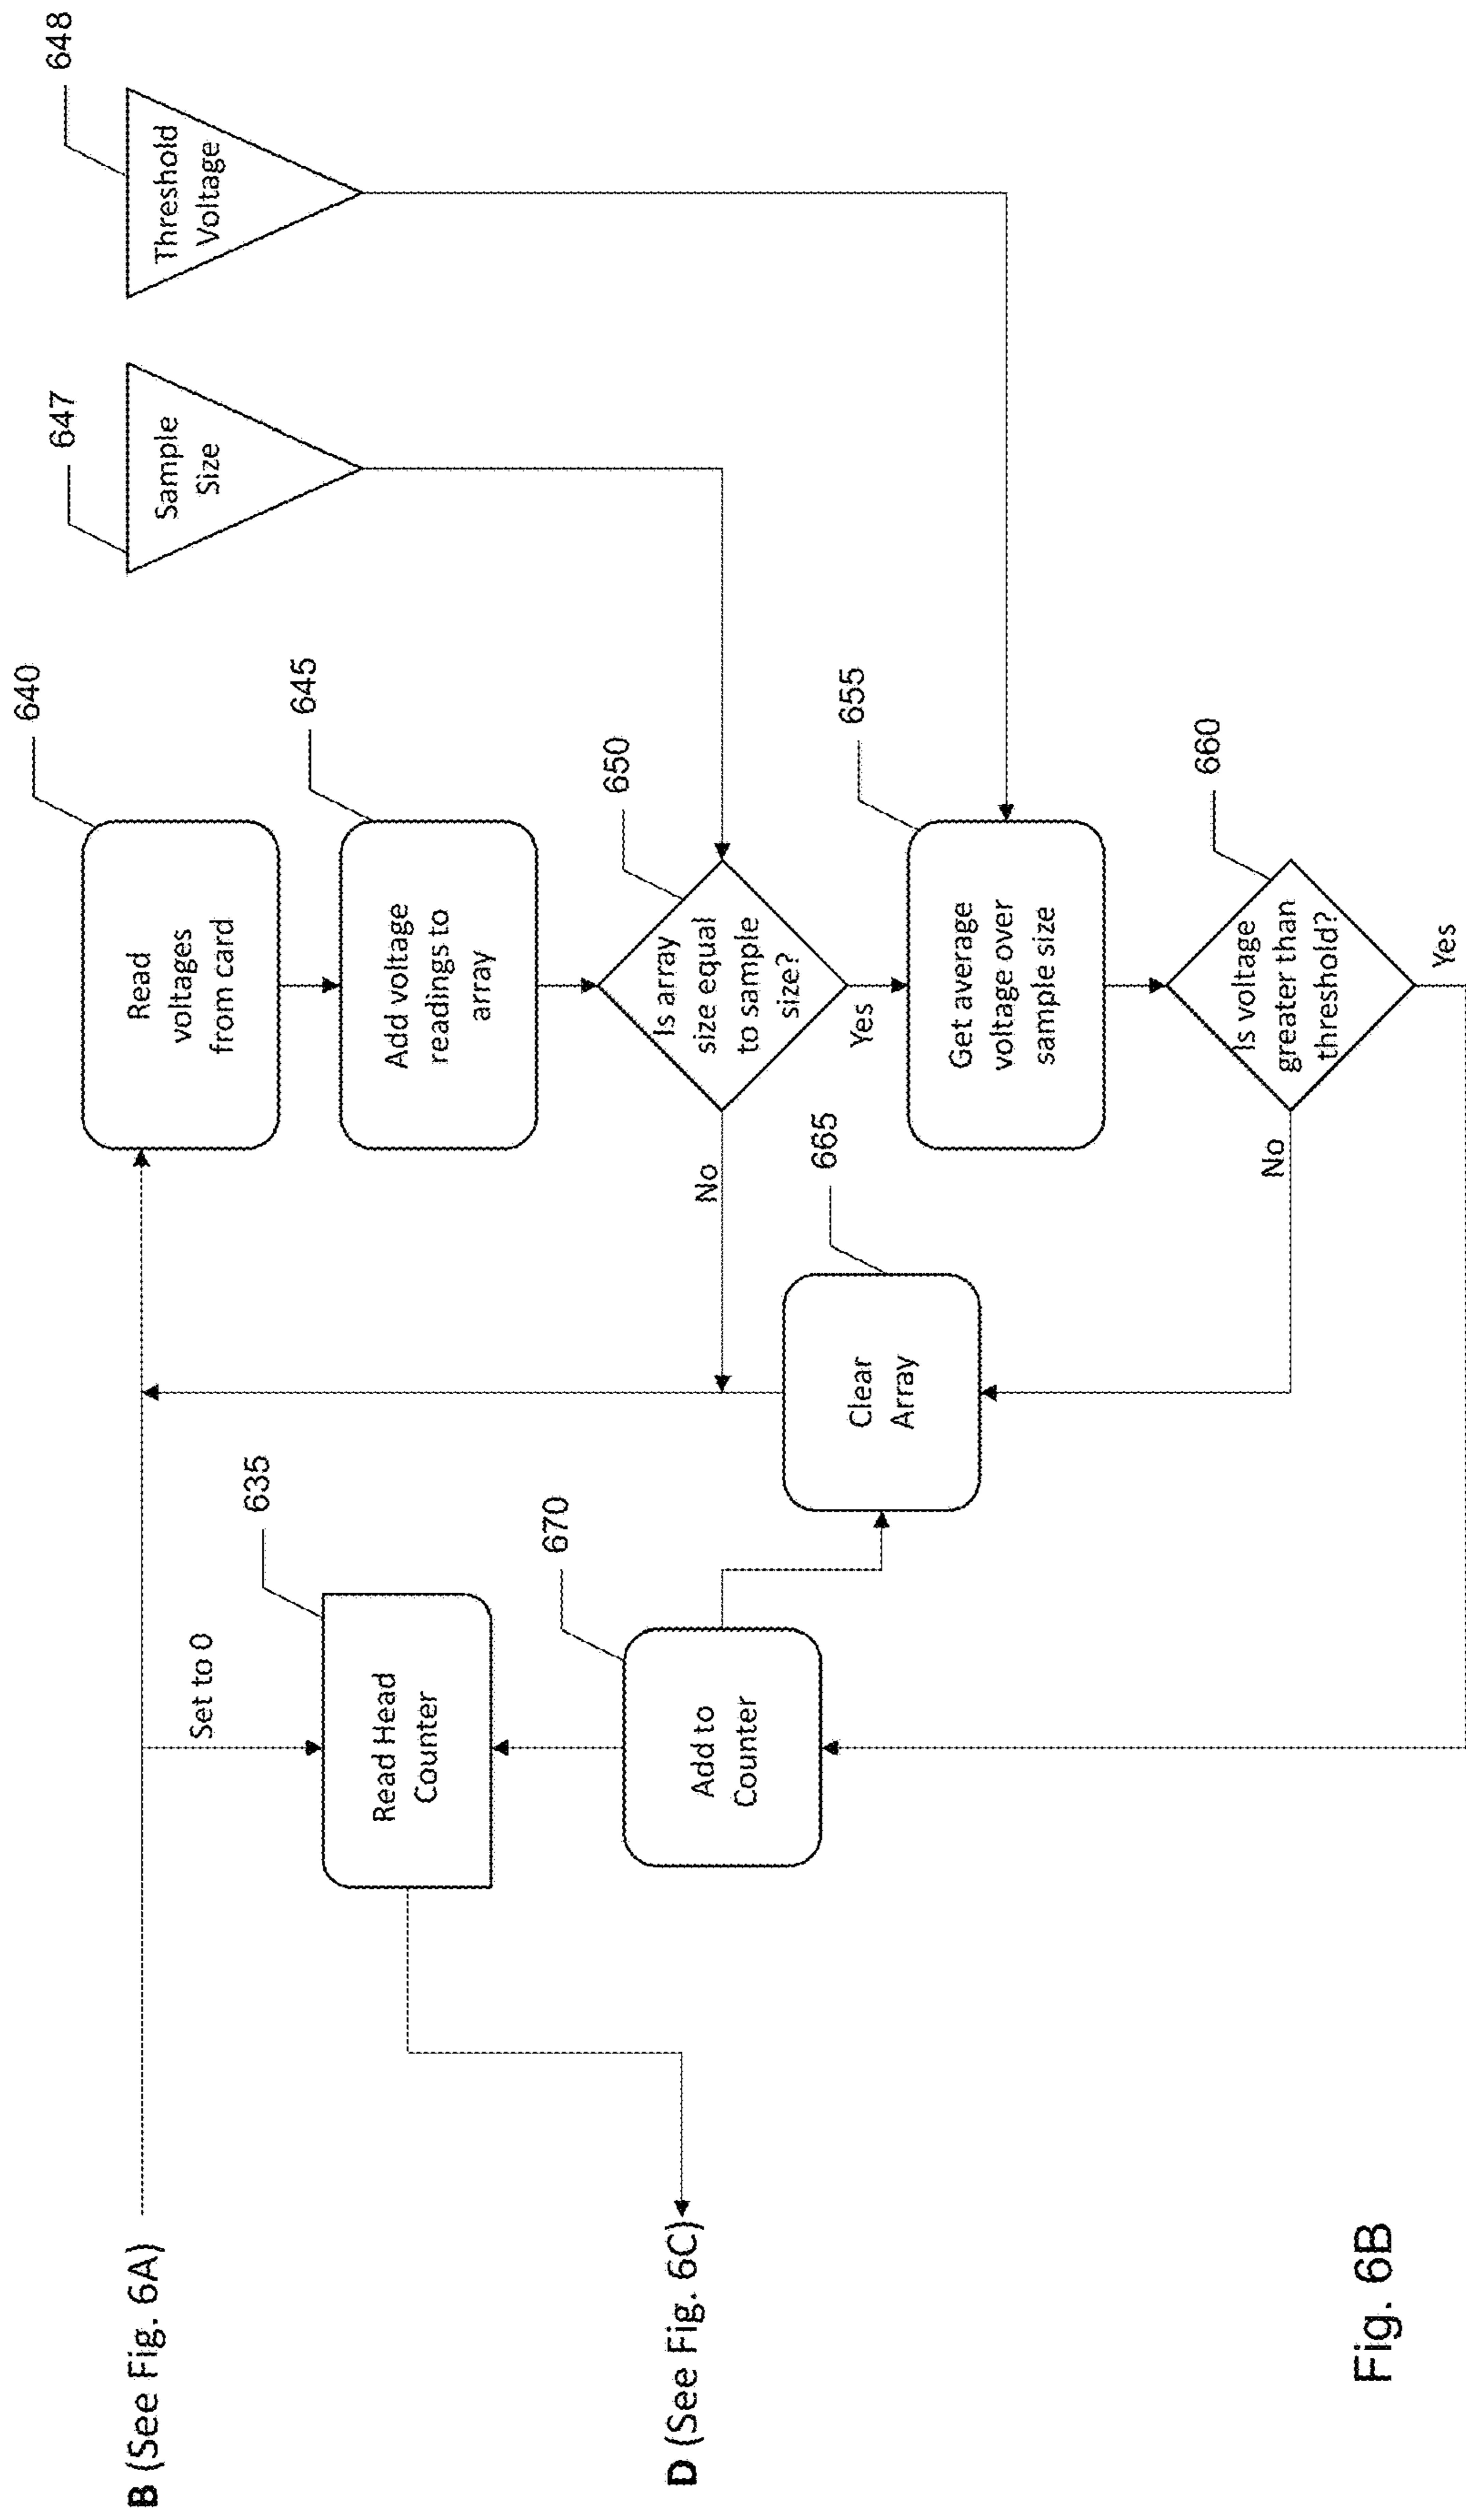 B (See Fig. 6A)
Set to 0
635
Read Head
Counter
670
Add to
Counter
D (See Fig. 6C)
640
Read
voltages
from card
645
Add voltage
readings to
array
650
Is array
size equal
to sample
size?
No
Yes
665
Clear
Array
655
Get average
voltage over
sample size
660
Is voltage
greater than
threshold?
No
Yes
647
Sample
Size
648
Threshold
Voltage
Fig. 6B